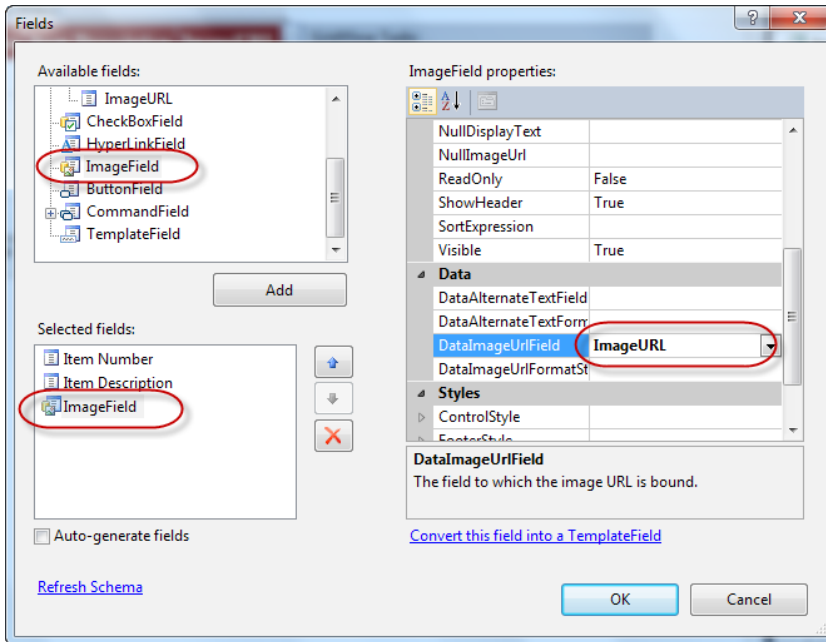 Fields
Available fields:
ImageURL
CheckBoxField
HyperLinkField
ImageField
ButtonField
CommandField
TemplateField
Add
Selected fields:
Item Number
Item Description
ImageField
Auto-generate fields
Refresh Schema
ImageField properties:
NullDisplayText
NullImageUrl
ReadOnly False
ShowHeader True
SortExpression
Visible True
Data
DataAlternateTextField
DataAlternateTextForm
DataImageUrlField ImageURL
DataImageUrlFormatSt
Styles
ControlStyle
FooterStyle
DataImageUrlField
The field to which the image URL is bound.
Convert this field into a TemplateField
OK Cancel